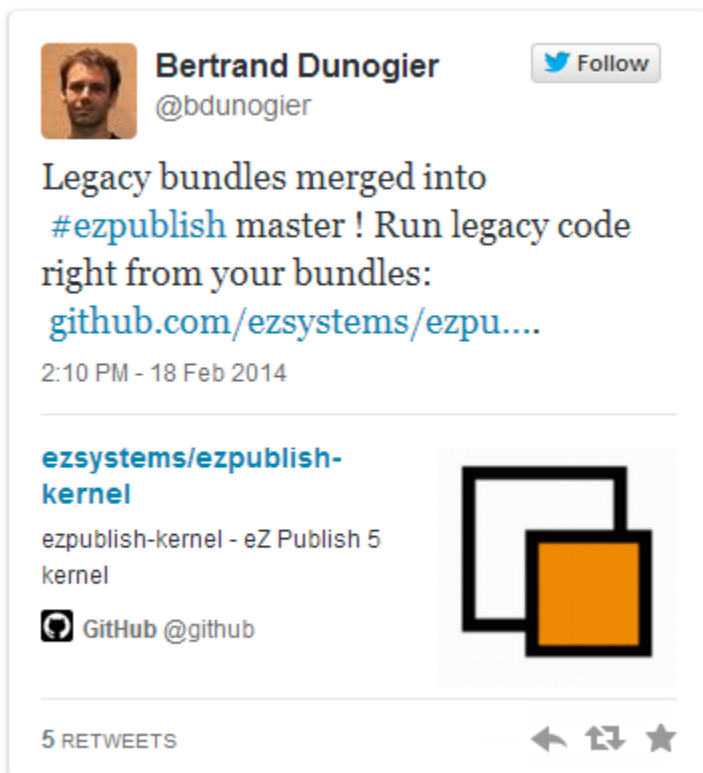 Bertrand Dunogier
Follow
@bdunogier
Legacy bundles merged into
#ezpublish master ! Run legacy code
right from your bundles:
github.com/ezsystems/ezpu….
2:10 PM - 18 Feb 2014
ezsystems/ezpublish-
kernel
ezpublish-kernel - eZ Publish 5
kernel
GitHub @github
5 RETWEETS